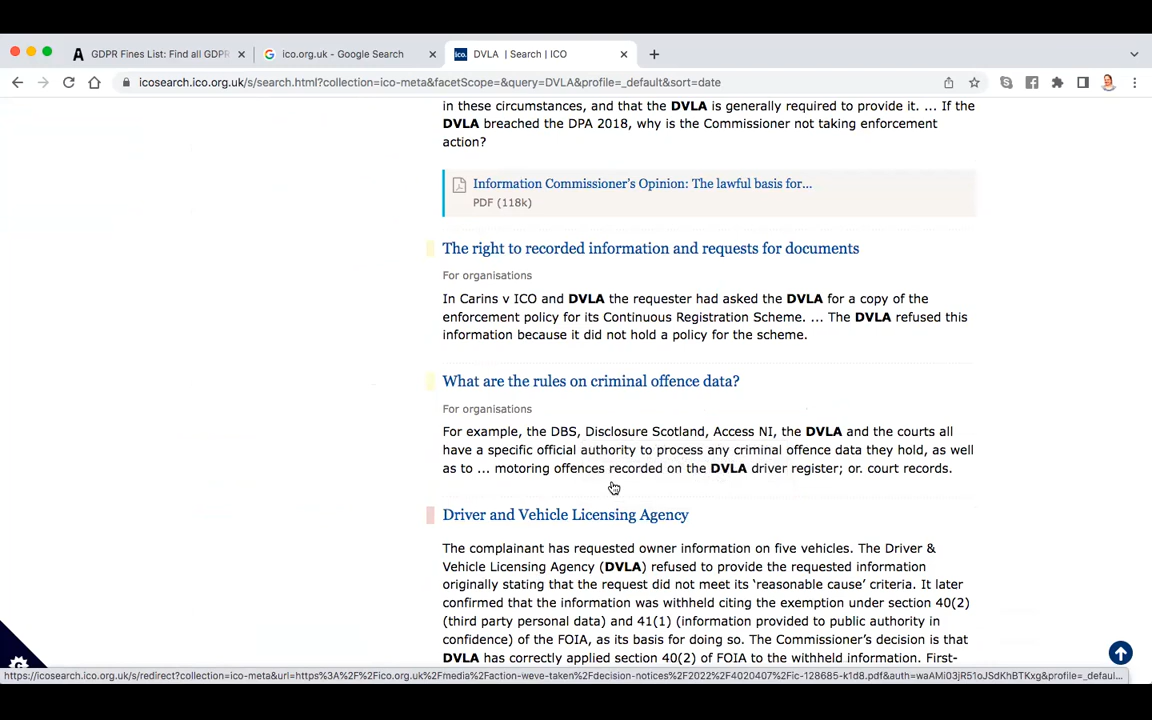 GDPR Fines List: Find all GDPR
ico.org.uk - Google Search
ico.
DVLA | Search | ICO
icosearch.ico.org.uk/s/search.html?collection=ico-meta&facetScope=&query=DVLA&profile=_default&sort=date
in these circumstances, and that the DVLA is generally required to provide it. ... If the
DVLA breached the DPA 2018, why is the Commissioner not taking enforcement
action?
Information Commissioner's Opinion: The lawful basis for...
PDF (118k)
The right to recorded information and requests for documents
For organisations
In Carins v ICO and DVLA the requester had asked the DVLA for a copy of the
enforcement policy for its Continuous Registration Scheme. ... The DVLA refused this
information because it did not hold a policy for the scheme.
What are the rules on criminal offence data?
For organisations
For example, the DBS, Disclosure Scotland, Access NI, the DVLA and the courts all
have a specific official authority to process any criminal offence data they hold, as well
as to ... motoring offences recorded on the DVLA driver register; or. court records.
Driver and Vehicle Licensing Agency
The complainant has requested owner information on five vehicles. The Driver &
Vehicle Licensing Agency (DVLA) refused to provide the requested information
originally stating that the request did not meet its 'reasonable cause' criteria. It later
confirmed that the information was withheld citing the exemption under section 40(2)
(third party personal data) and 41(1) (information provided to public authority in
confidence) of the FOIA, as its basis for doing so. The Commissioner's decision is that
DVLA has correctly applied section 40(2) of FOIA to the withheld information. First-
https://icosearch.ico.org.uk/s/redirect?collection=ico-meta&url=https%3A%2F%2Fico.org.uk%2Fmedia%2Faction-weve-taken%2Fdecision-notices%2F2022%2F4020407%2Fic-128685-k1d8.pdf&auth=waAMi03jR51oJSdKhBTKxg&profile=_defaul...